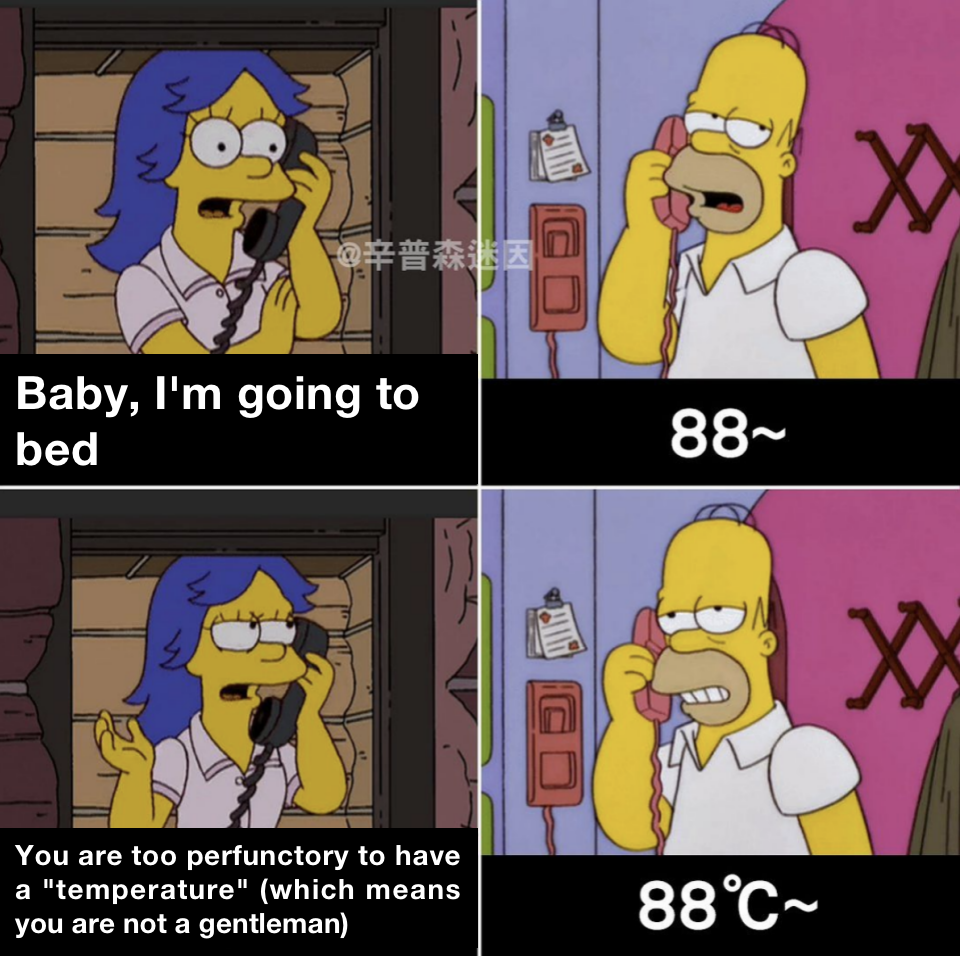 @辛普森迷因
Baby, I'm going to
bed
88~
You are too perfunctory to have
a "temperature" (which means
you are not a gentleman)
88℃~